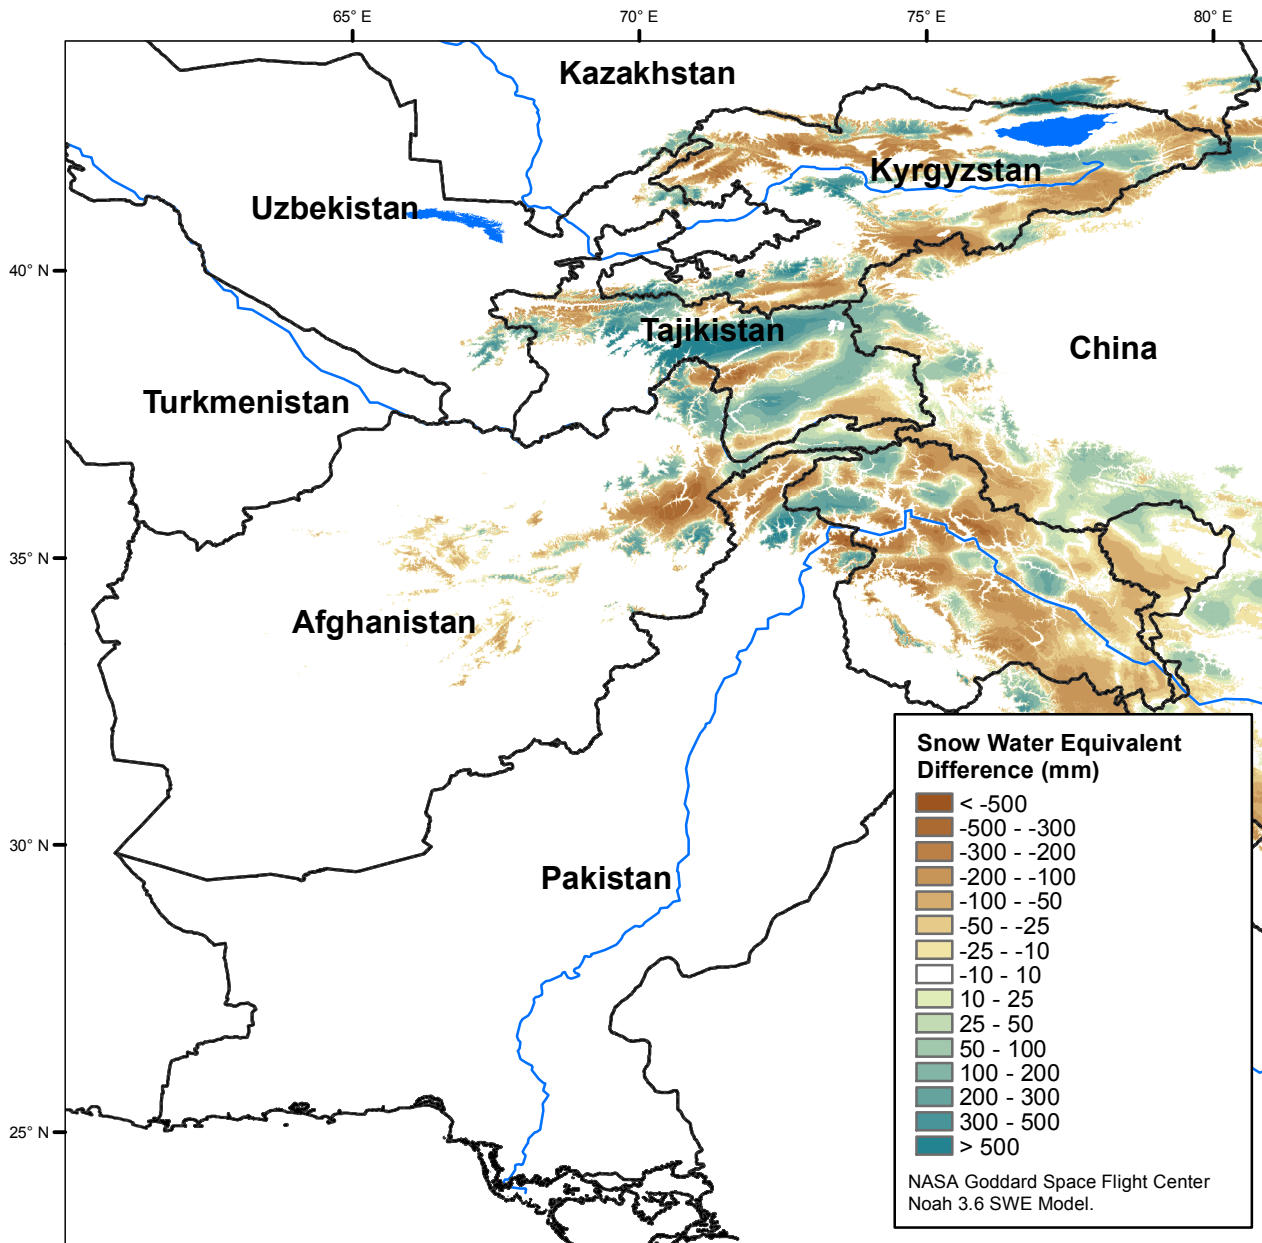 65° E
70° E
75° E
80° E
Kazakhstan
Kyrgyzstan
Uzbekistan
40° N
Tajikistan
China
Turkmenistan
35° N
Afghanistan
Snow Water Equivalent
Difference (mm)
< -500
-500 - -300
-300 - -200
-200 - -100
-100 - -50
-50 - -25
-25 - -10
-10 - 10
10 - 25
25 - 50
50 - 100
100 - 200
200 - 300
300 - 500
> 500
NASA Goddard Space Flight Center
Noah 3.6 SWE Model.
30° N
Pakistan
25° N